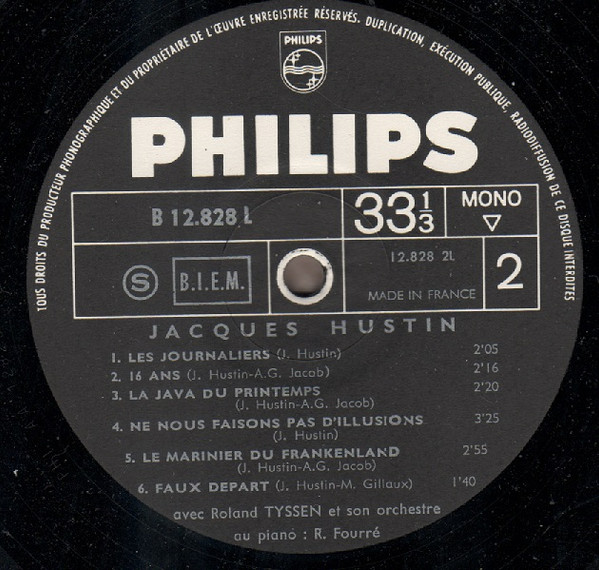 TOUS DROITS DU PRODUCTEUR PHONOGRAPHIQUE ET DU PROPRIÉTAIRE DE L'ŒUVRE ENREGISTRÉE RÉSERVÉS. DUPLICATION, EXÉCUTION PUBLIQUE, RADIODIFFUSION DE CE DISQUE INTERDITES
PHILIPS
PHILIPS
B 12.828 L
33 1/3
MONO
▽
S
B.I.E.M.
12.828 2L
MADE IN FRANCE
2
JACQUES HUSTIN
1. LES JOURNALIERS (J. Hustin) 2'05
2. 16 ANS (J. Hustin-A.G. Jacob) 2'16
3. LA JAVA DU PRINTEMPS 2'20
(J. Hustin-A.G. Jacob)
4. NE NOUS FAISONS PAS D'ILLUSIONS 3'25
(J. Hustin)
5. LE MARINIER DU FRANKENLAND 2'55
(J. Hustin-A.G. Jacob)
6. FAUX DEPART (J. Hustin-M. Gillaux) 1'40
avec Roland TYSSEN et son orchestre
au piano : R. Fourré